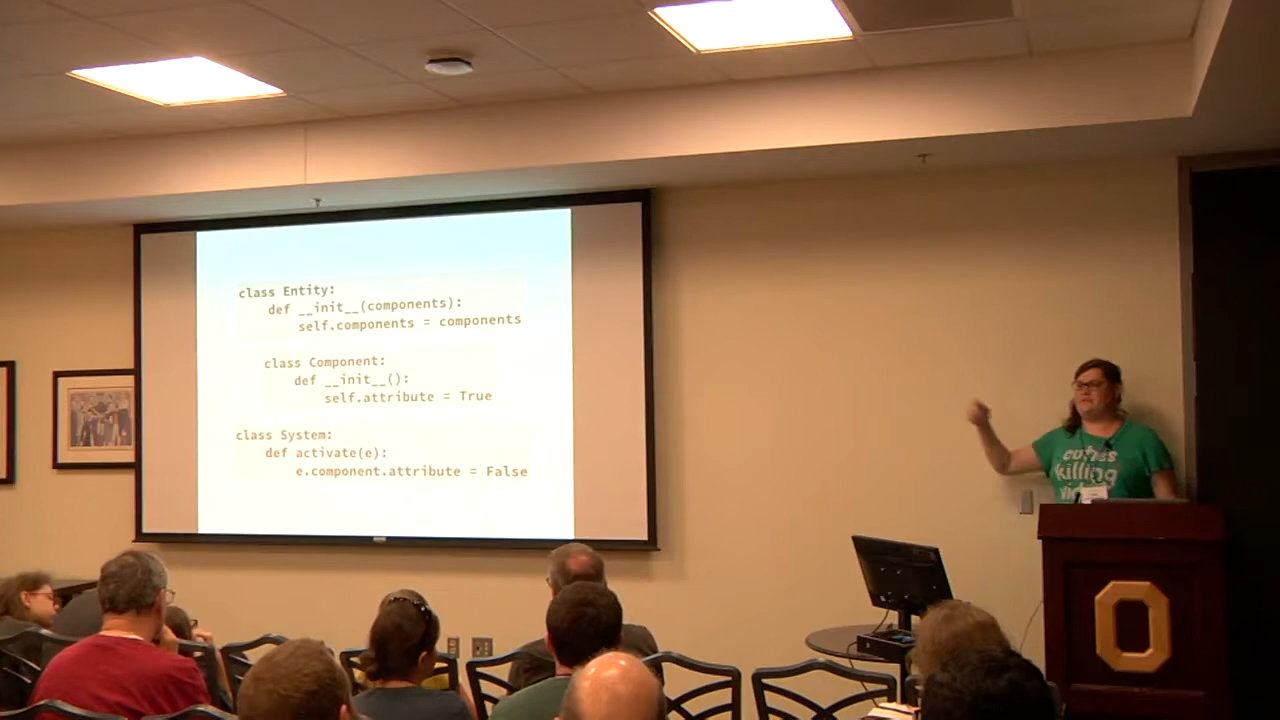 class Entity:
    def __init__(components):
        self.components = components
class Component:
    def __init__():
        self.attribute = True
class System:
    def activate(e):
        e.component.attribute = False
killing
O